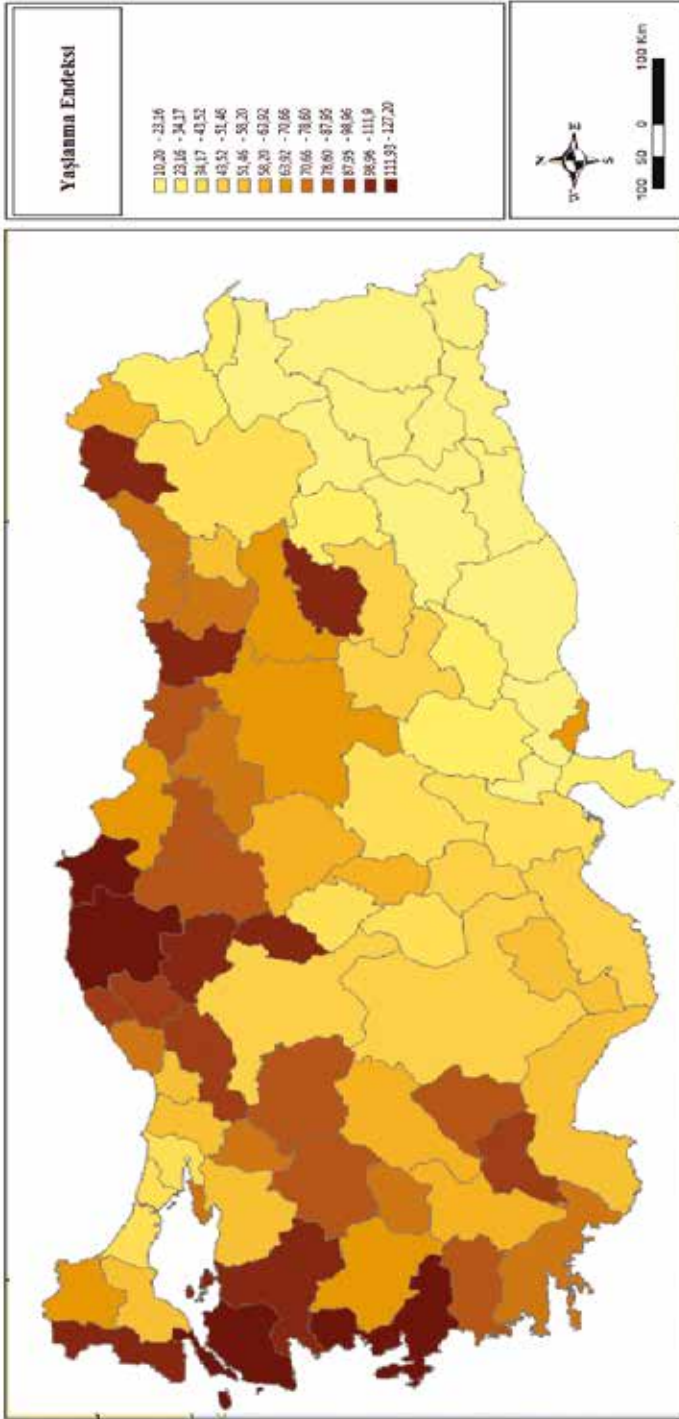 Yaşlanma Endeksi
10,20 - 23,16
23,16 - 34,17
34,17 - 43,52
43,52 - 51,46
51,46 - 58,20
58,20 - 63,92
63,92 - 70,66
70,66 - 78,60
78,60 - 87,95
87,95 - 98,96
98,96 - 111,9
111,93 - 127,20
N
E
S
100 50 0 100 Km